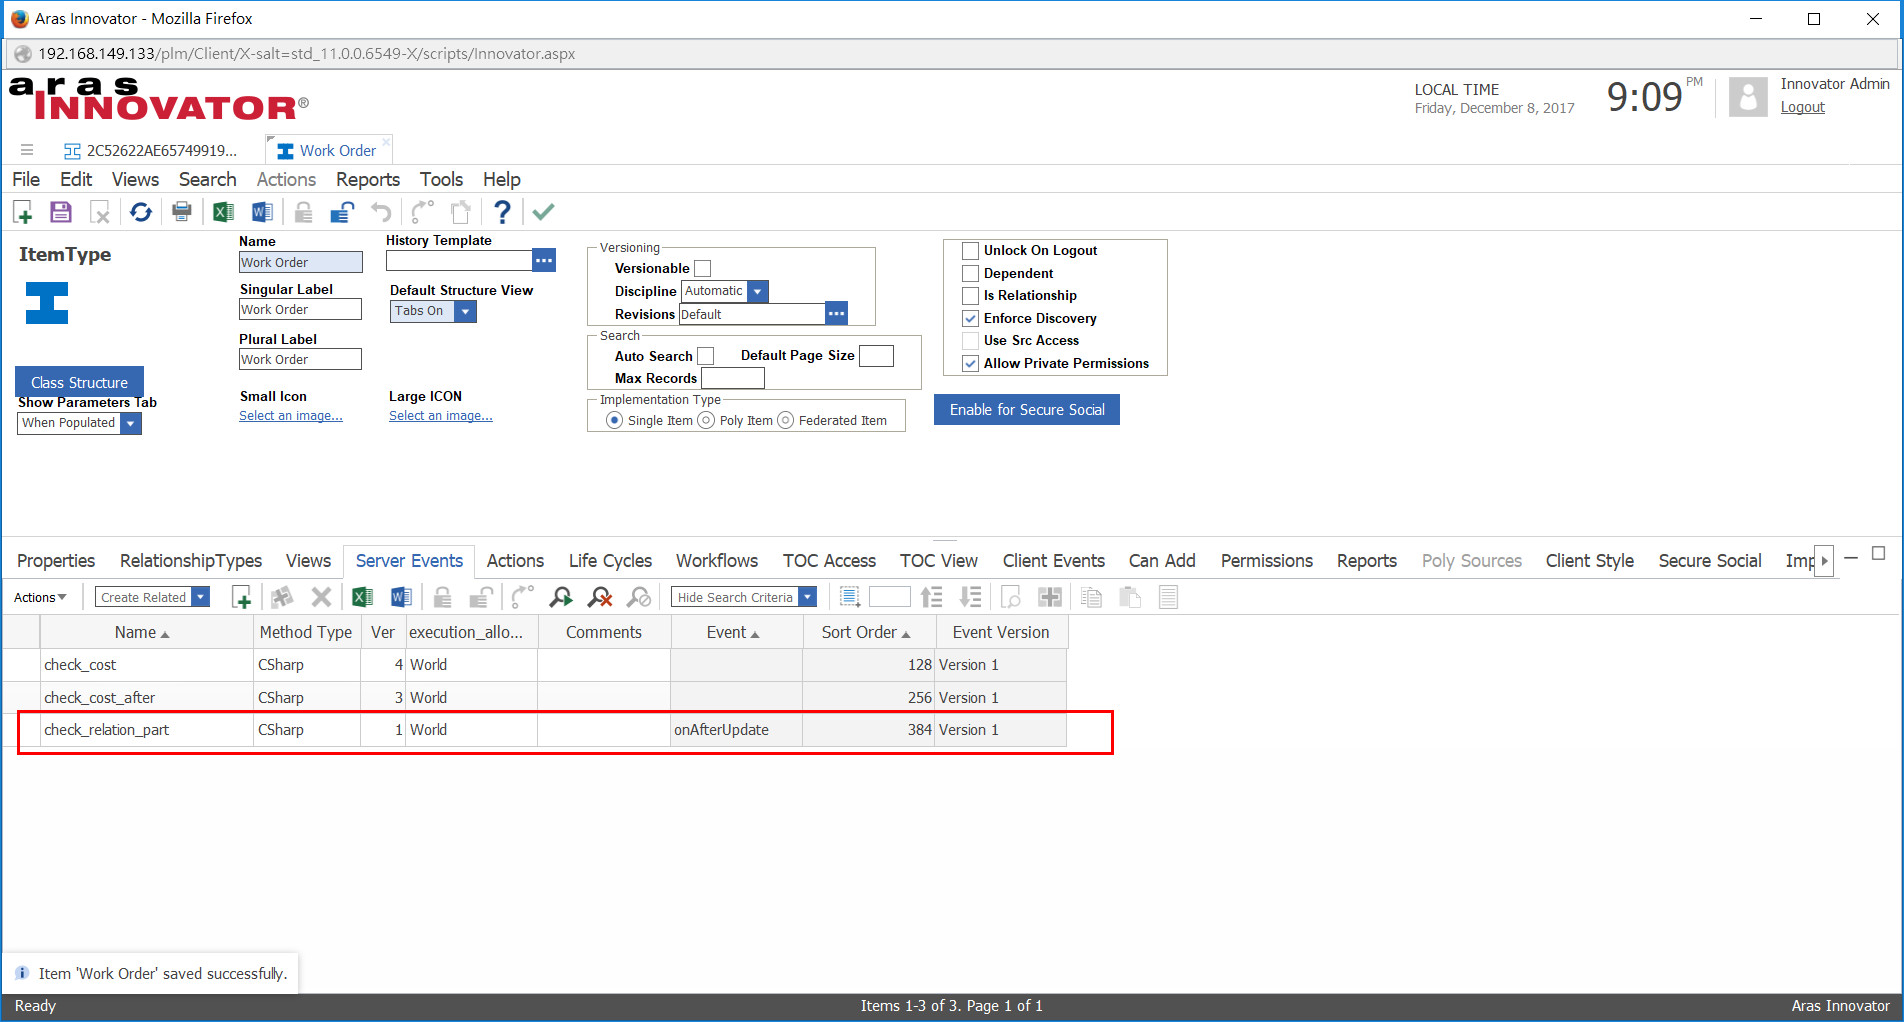 Aras Innovator - Mozilla Firefox
192.168.149.133/plm/Client/X-salt=std_11.0.0.6549-X/scripts/Innovator.aspx
aras
INNOVATOR®
LOCAL TIME
Friday, December 8, 2017
9:09 PM
Innovator Admin
Logout
2C52622AE65749919...
Work Order
File Edit Views Search Actions Reports Tools Help
ItemType
Name
Work Order
Singular Label
Work Order
Plural Label
Work Order
Class Structure
Show Parameters Tab
When Populated
Small Icon
Select an image...
History Template
Default Structure View
Tabs On
Large ICON
Select an image...
Versioning
Versionable
Discipline Automatic
Revisions Default
Search
Auto Search Default Page Size
Max Records
Implementation Type
Single Item Poly Item Federated Item
Unlock On Logout
Dependent
Is Relationship
Enforce Discovery
Use Src Access
Allow Private Permissions
Enable for Secure Social
Properties RelationshipTypes Views Server Events Actions Life Cycles Workflows TOC Access TOC View Client Events Can Add Permissions Reports Poly Sources Client Style Secure Social Imp
Actions Create Related Hide Search Criteria
Name Method Type Ver execution_allo... Comments Event Sort Order Event Version
check_cost CSharp 4 World 128 Version 1
check_cost_after CSharp 3 World 256 Version 1
check_relation_part CSharp 1 World onAfterUpdate 384 Version 1
Item 'Work Order' saved successfully.
Ready Items 1-3 of 3. Page 1 of 1 Aras Innovator